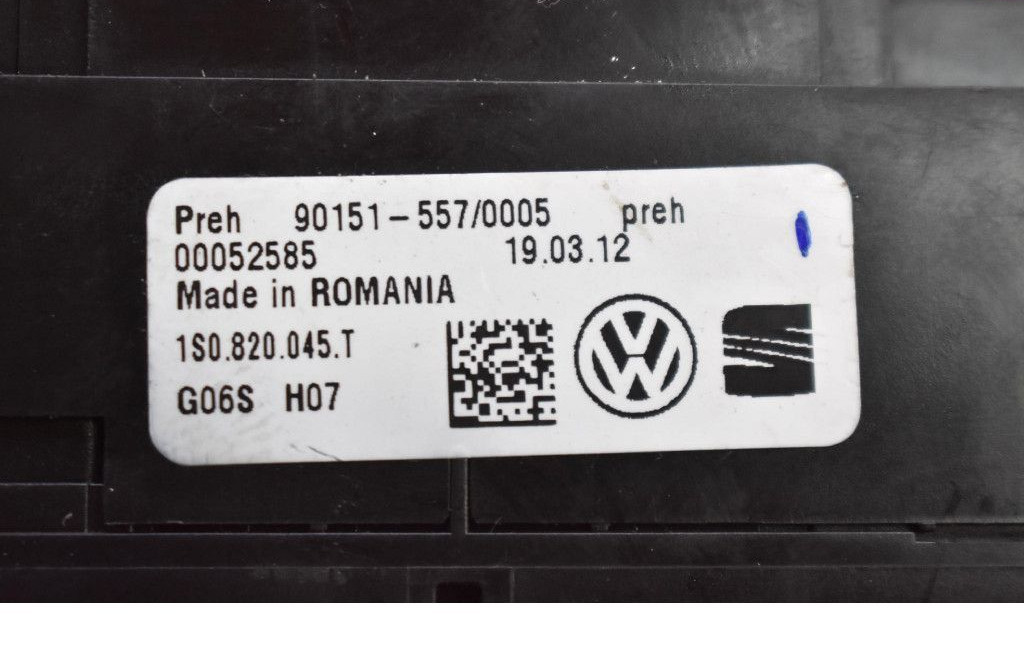 Preh 90151-557/0005 preh
00052585 19.03.12
Made in ROMANIA
1S0.820.045.T
G06S H07